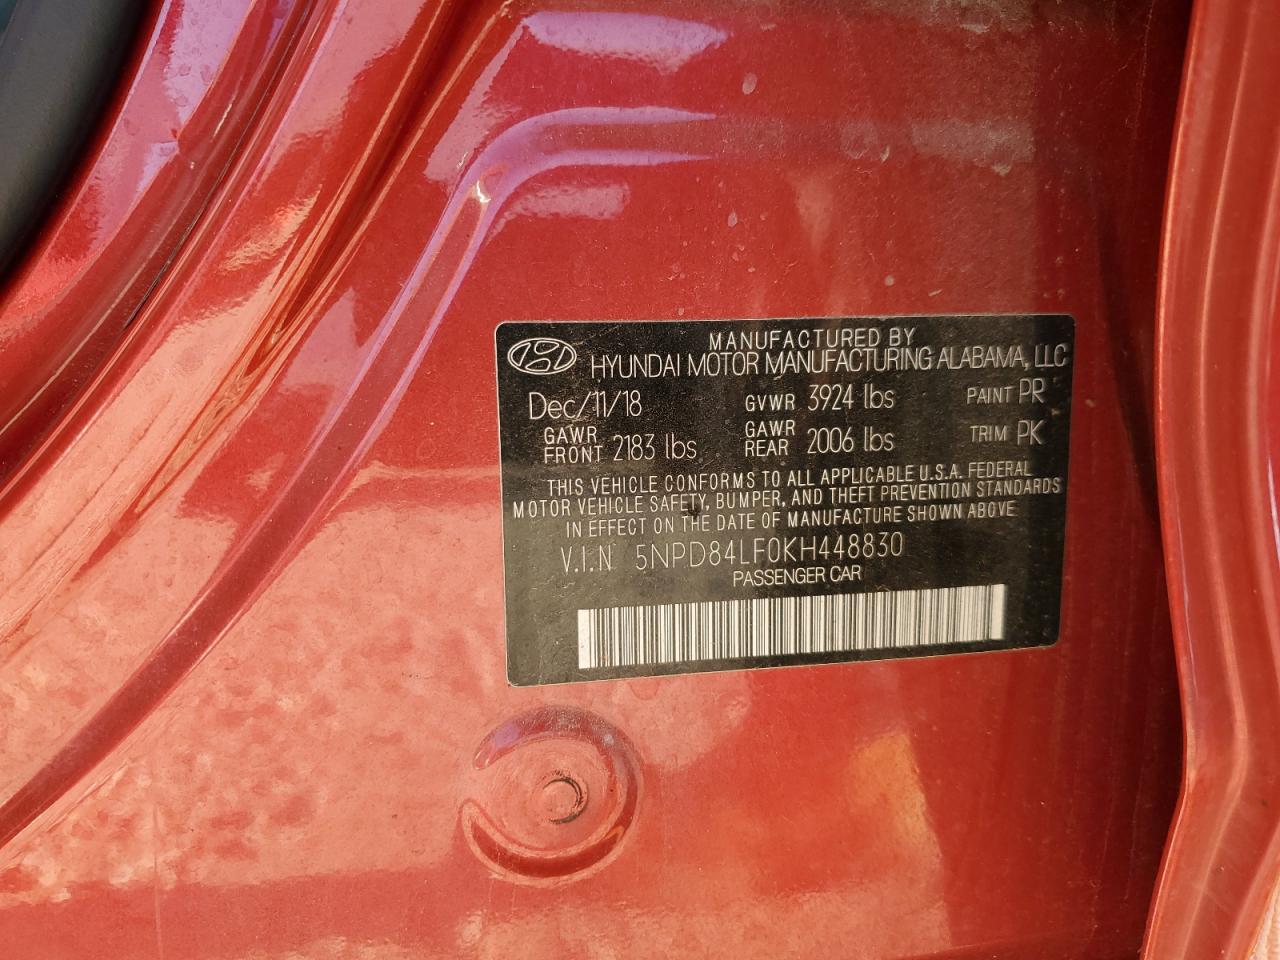 MANUFACTURED BY
HYUNDAI MOTOR MANUFACTURING ALABAMA, LLC
Dec/11/18 GVWR 3924 lbs PAINT PR
GAWR FRONT 2183 lbs GAWR REAR 2006 lbs TRIM PK
THIS VEHICLE CONFORMS TO ALL APPLICABLE U.S.A. FEDERAL
MOTOR VEHICLE SAFETY, BUMPER, AND THEFT PREVENTION STANDARDS
IN EFFECT ON THE DATE OF MANUFACTURE SHOWN ABOVE
V.I.N 5NPD84LF0KH448830
PASSENGER CAR